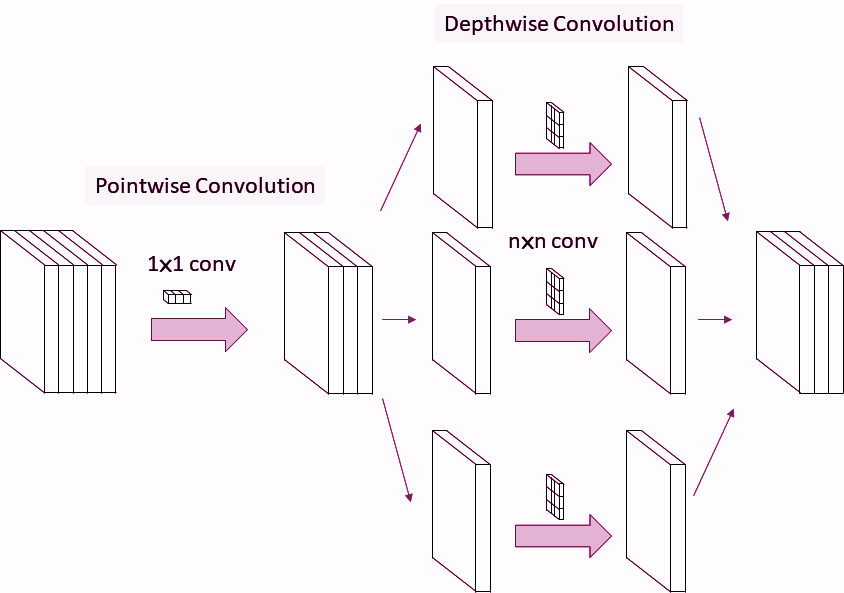 Depthwise Convolution
Pointwise Convolution
1x1 conv
nxn conv